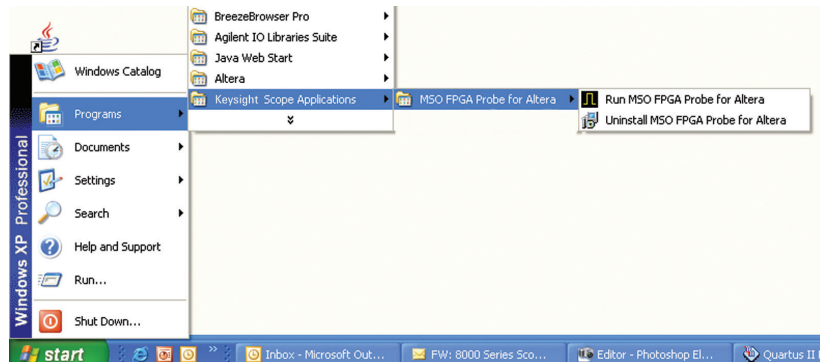 BreezeBrowser Pro
Agilent IO Libraries Suite
Java Web Start
Altera
Keysight Scope Applications
MSO FPGA Probe for Altera
Run MSO FPGA Probe for Altera
Uninstall MSO FPGA Probe for Altera
Windows Catalog
Programs
Documents
Settings
Search
Help and Support
Run...
Shut Down...
Windows XP Professional
start
Inbox - Microsoft Out...
FW: 8000 Series Sco...
Editor - Photoshop El...
Quartus II